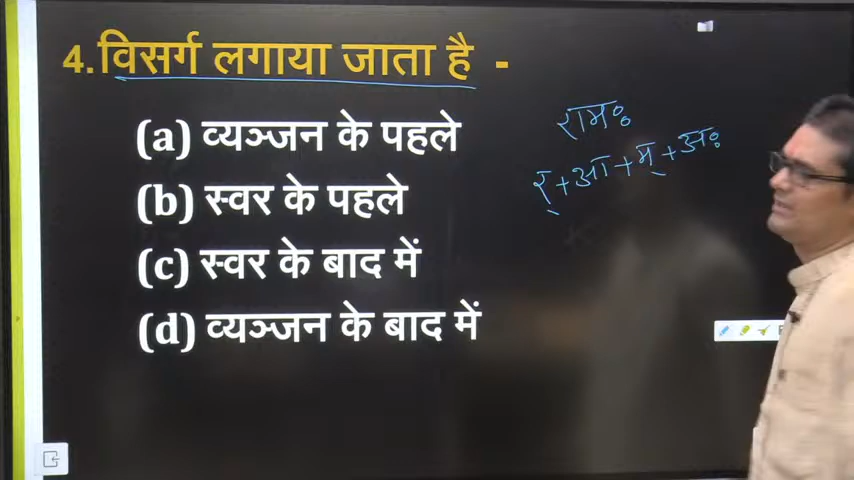 4. विसर्ग लगाया जाता है -
(a) व्यञ्जन के पहले
(b) स्वर के पहले
(c) स्वर के बाद में
(d) व्यञ्जन के बाद में
रामः
र् + आ + म् + अः